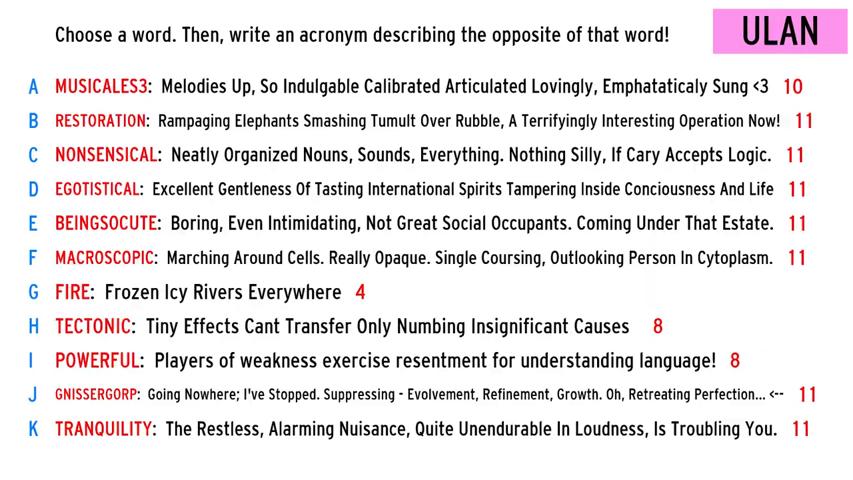 Choose a word. Then, write an acronym describing the opposite of that word!
ULAN
A MUSICALES3: Melodies Up, So Indulgable Calibrated Articulated Lovingly, Emphataticaly Sung <3 10
B RESTORATION: Rampaging Elephants Smashing Tumult Over Rubble, A Terrifyingly Interesting Operation Now! 11
C NONSENSICAL: Neatly Organized Nouns, Sounds, Everything. Nothing Silly, If Cary Accepts Logic. 11
D EGOTISTICAL: Excellent Gentleness Of Tasting International Spirits Tampering Inside Conciousness And Life 11
E BEINGSOCUTE: Boring, Even Intimidating, Not Great Social Occupants. Coming Under That Estate. 11
F MACROSCOPIC: Marching Around Cells. Really Opaque. Single Coursing, Outlooking Person In Cytoplasm. 11
G FIRE: Frozen Icy Rivers Everywhere 4
H TECTONIC: Tiny Effects Cant Transfer Only Numbing Insignificant Causes 8
I POWERFUL: Players of weakness exercise resentment for understanding language! 8
J GNISSERGORP: Going Nowhere; I've Stopped. Suppressing - Evolvement, Refinement, Growth. Oh, Retreating Perfection... <-- 11
K TRANQUILITY: The Restless, Alarming Nuisance, Quite Unendurable In Loudness, Is Troubling You. 11